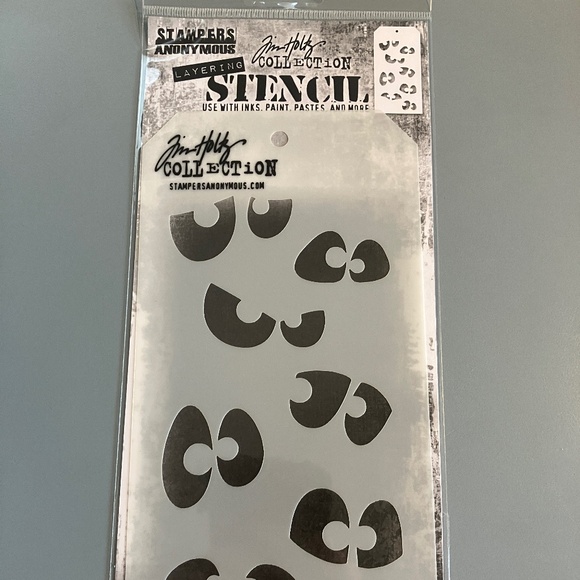 STAMPERS
ANONYMOUS
Tim Holtz
COLLECTiON
LAYERING
STENCIL
USE WITH INKS, PAINT, PASTES, AND MORE
Tim Holtz
COLLECTiON
STAMPERSANONYMOUS.COM